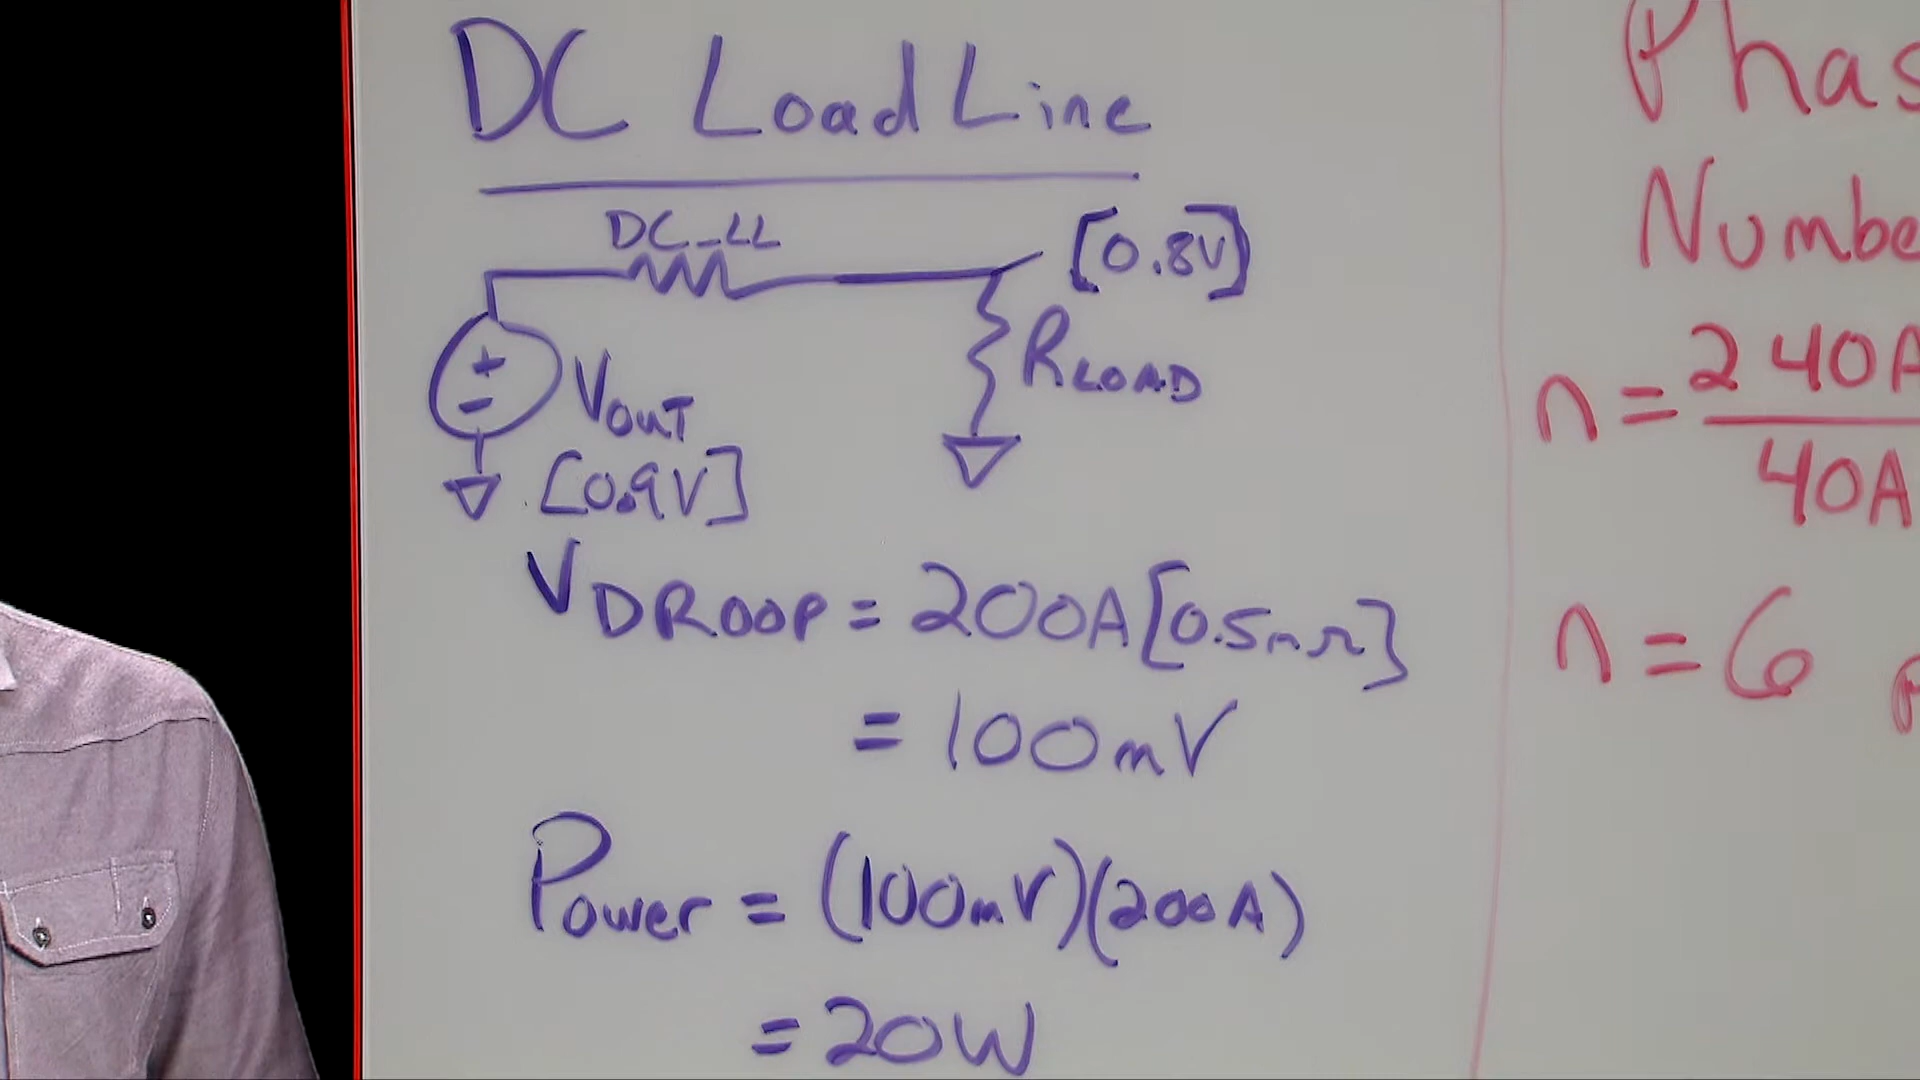 DC Load Line
DC_LL
[0.8V]
RLOAD
VOUT
[0.9V]
VDROOP = 200A[0.5mΩ]
= 100mV
Power = (100mV)(200A)
= 20W
Phas
Numbe
n = 240A
40A
n = 6